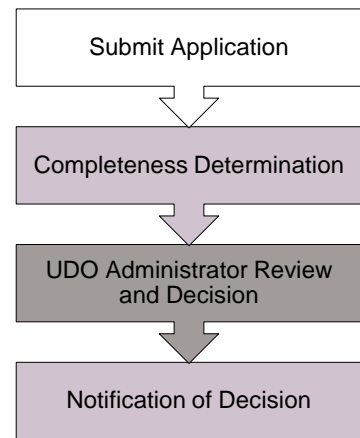 Submit Application
Completeness Determination
UDO Administrator Review
and Decision
Notification of Decision